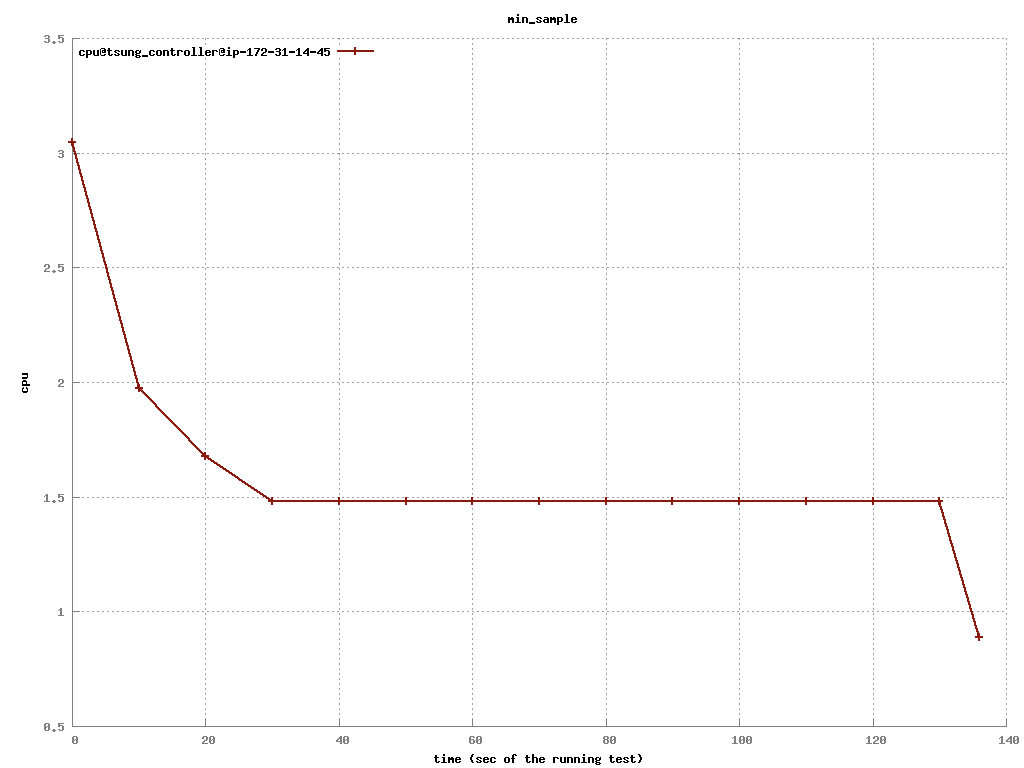 min_sample
3.5
cpu@tsung_controller@ip-172-31-14-45
3
2.5
2
cpu
1.5
1
0.5
0 20 40 60 80 100 120 140
time (sec of the running test)